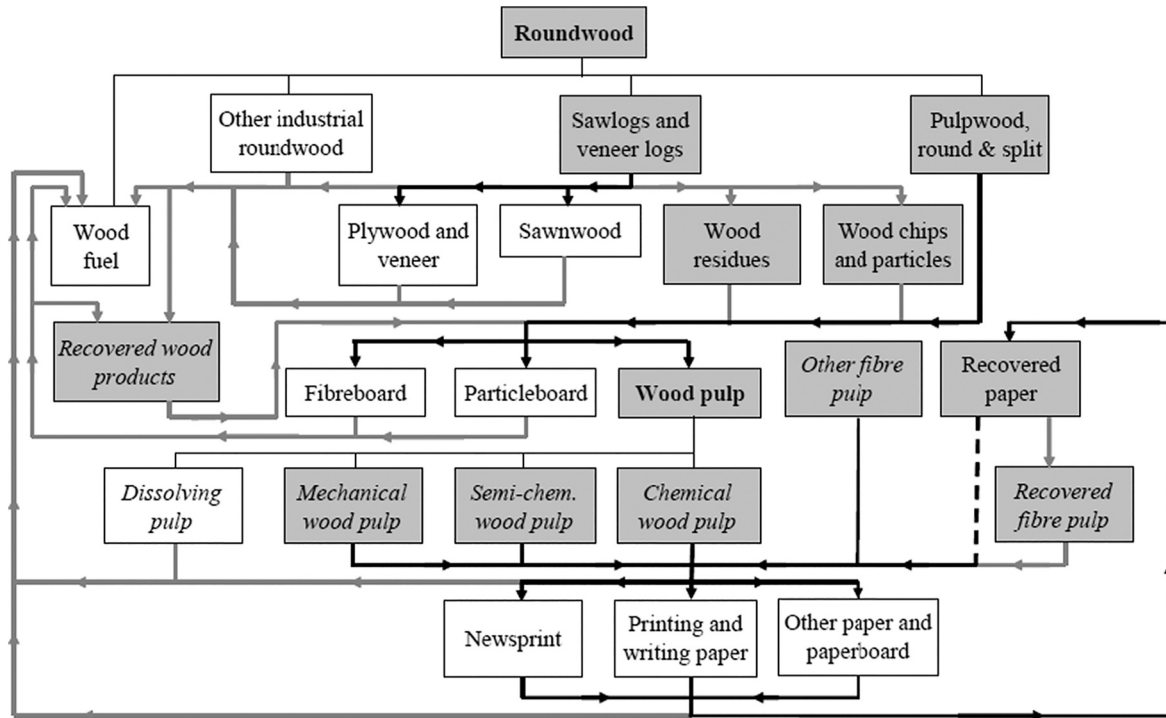 Roundwood
Other industrial
roundwood
Sawlogs and
veneer logs
Pulpwood,
round & split
Wood
fuel
Plywood and
veneer
Sawnwood
Wood
residues
Wood chips
and particles
Recovered wood
products
Fibreboard
Particleboard
Wood pulp
Other fibre
pulp
Recovered
paper
Dissolving
pulp
Mechanical
wood pulp
Semi-chem.
wood pulp
Chemical
wood pulp
Recovered
fibre pulp
Newsprint
Printing and
writing paper
Other paper and
paperboard